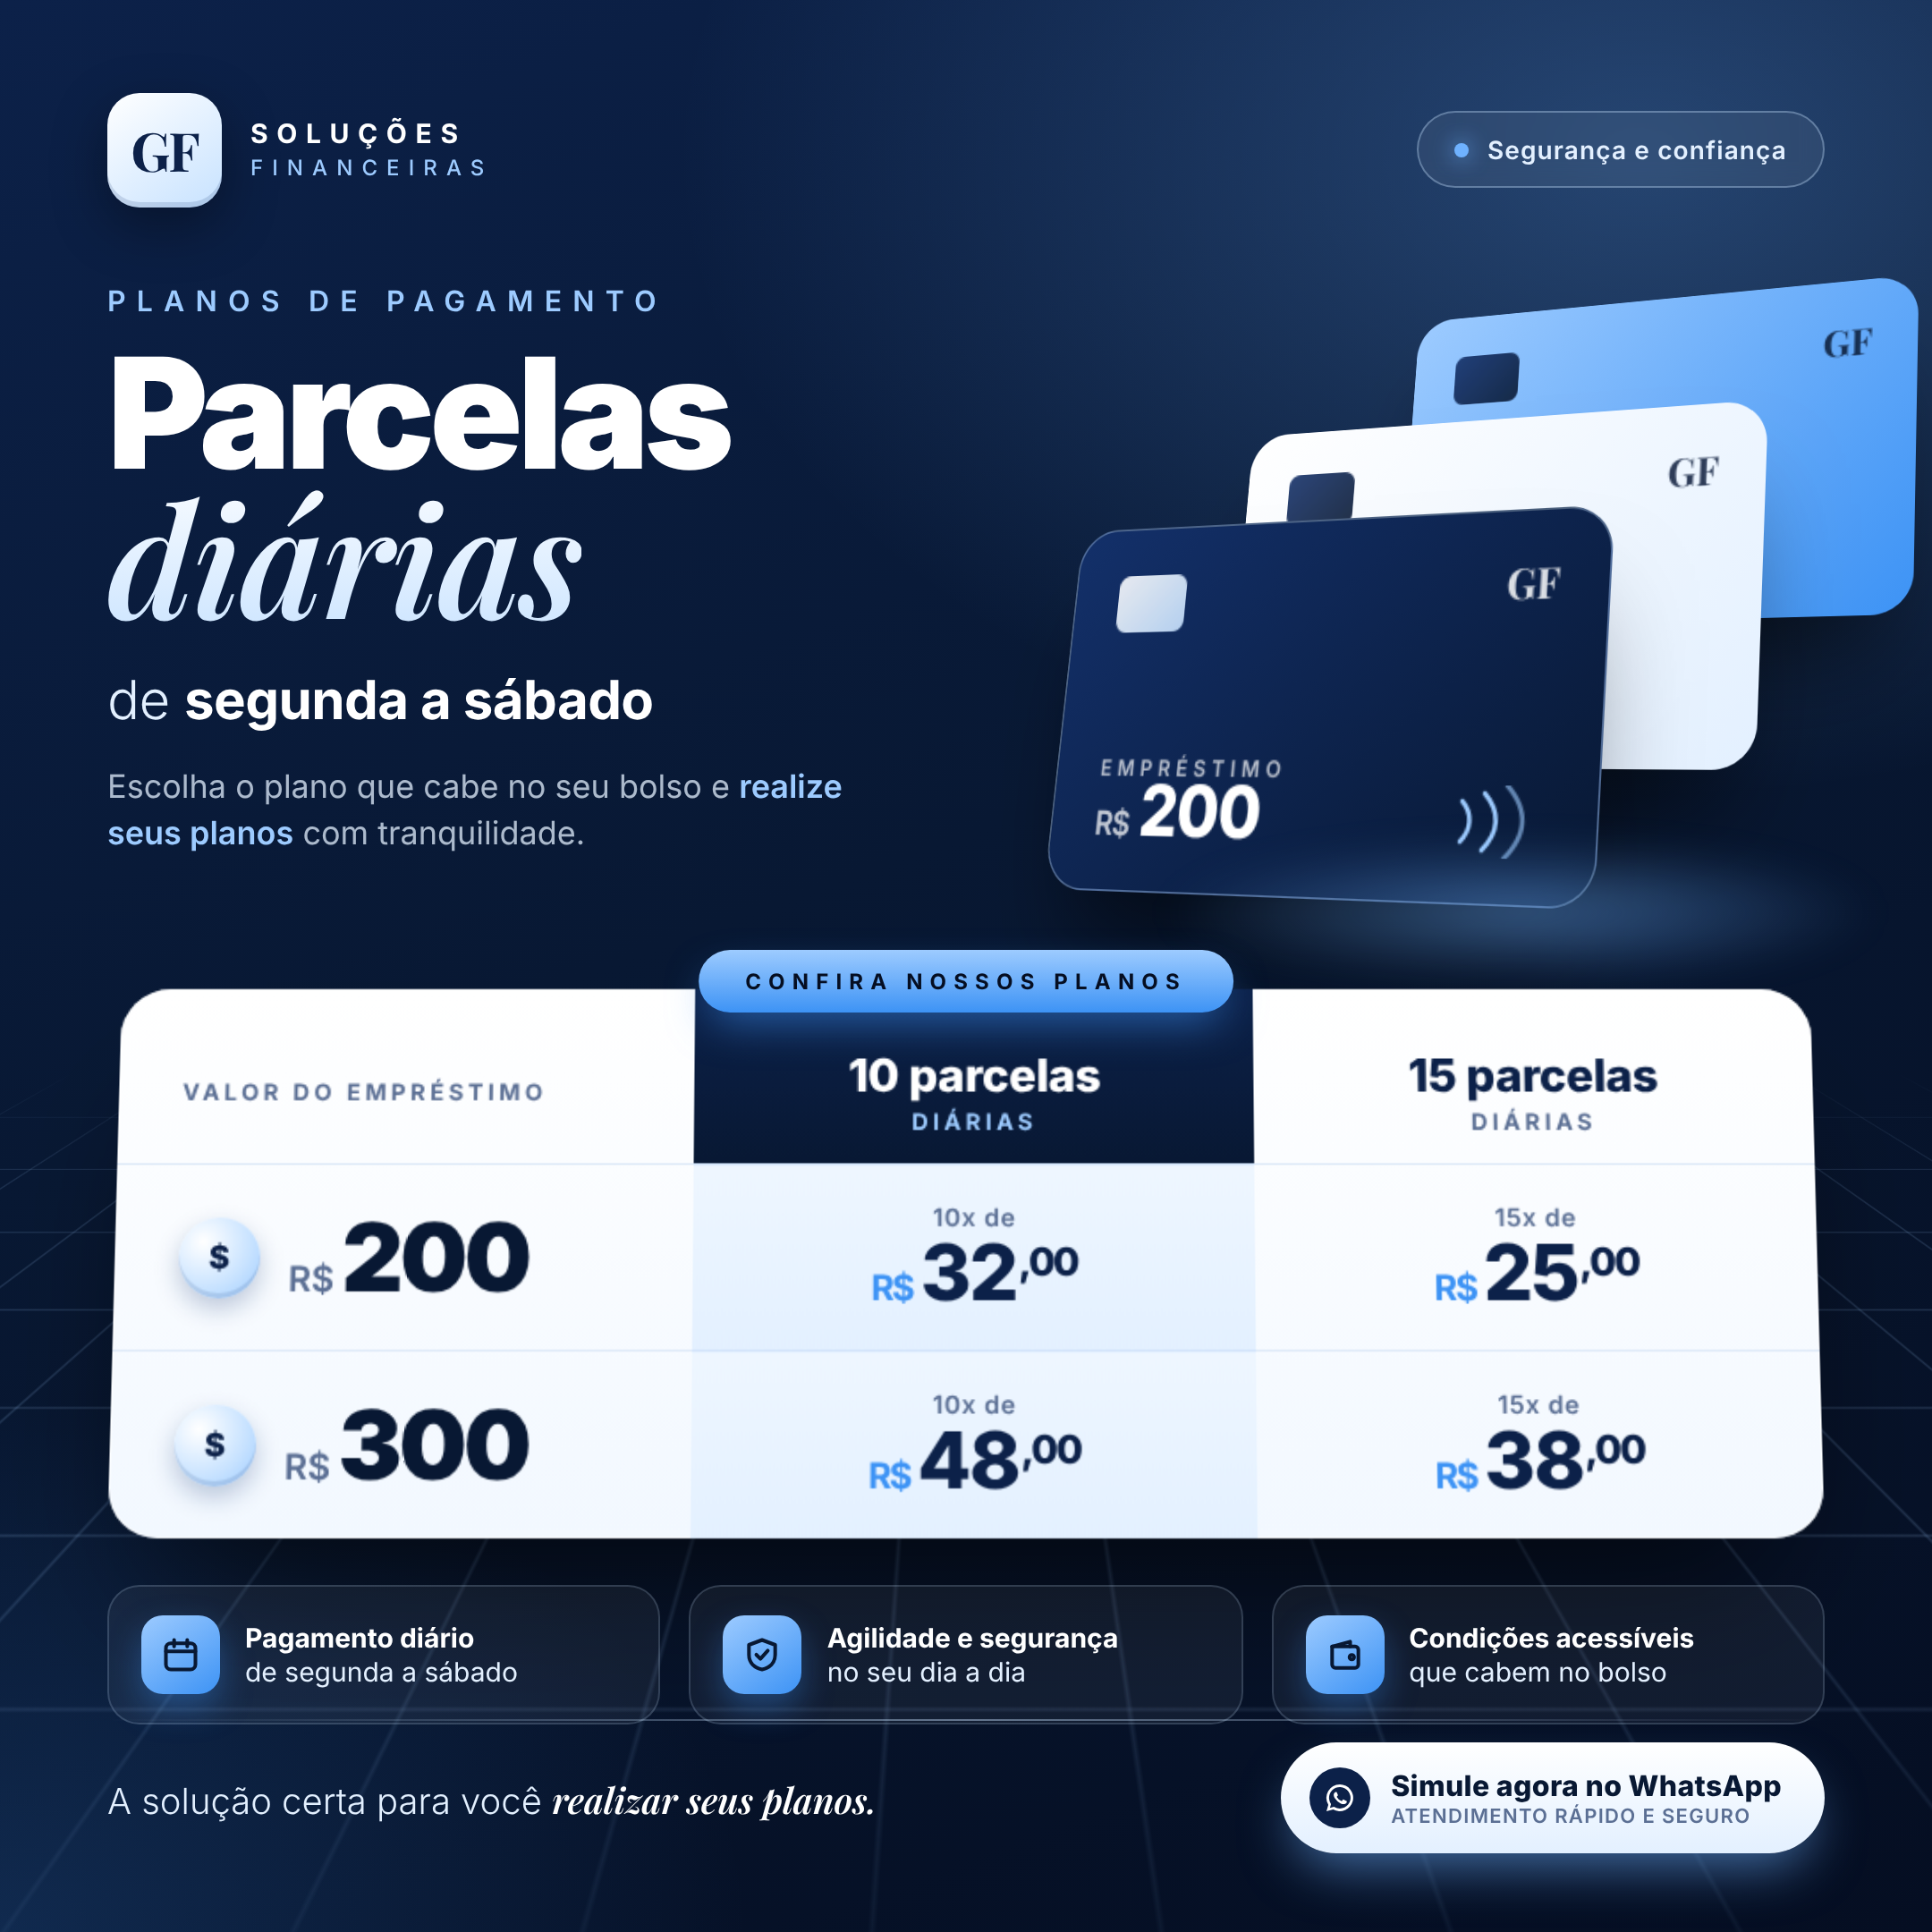 GF
SOLUÇÕES
FINANCEIRAS
Segurança e confiança
PLANOS DE PAGAMENTO
Parcelas
diárias
de segunda a sábado
Escolha o plano que cabe no seu bolso e realize
seus planos com tranquilidade.
GF
GF
GF
EMPRÉSTIMO
R$ 200
CONFIRA NOSSOS PLANOS
VALOR DO EMPRÉSTIMO
10 parcelas
DIÁRIAS
15 parcelas
DIÁRIAS
$ R$ 200
10x de
R$ 32,00
15x de
R$ 25,00
$ R$ 300
10x de
R$ 48,00
15x de
R$ 38,00
Pagamento diário
de segunda a sábado
Agilidade e segurança
no seu dia a dia
Condições acessíveis
que cabem no bolso
A solução certa para você realizar seus planos.
Simule agora no WhatsApp
ATENDIMENTO RÁPIDO E SEGURO